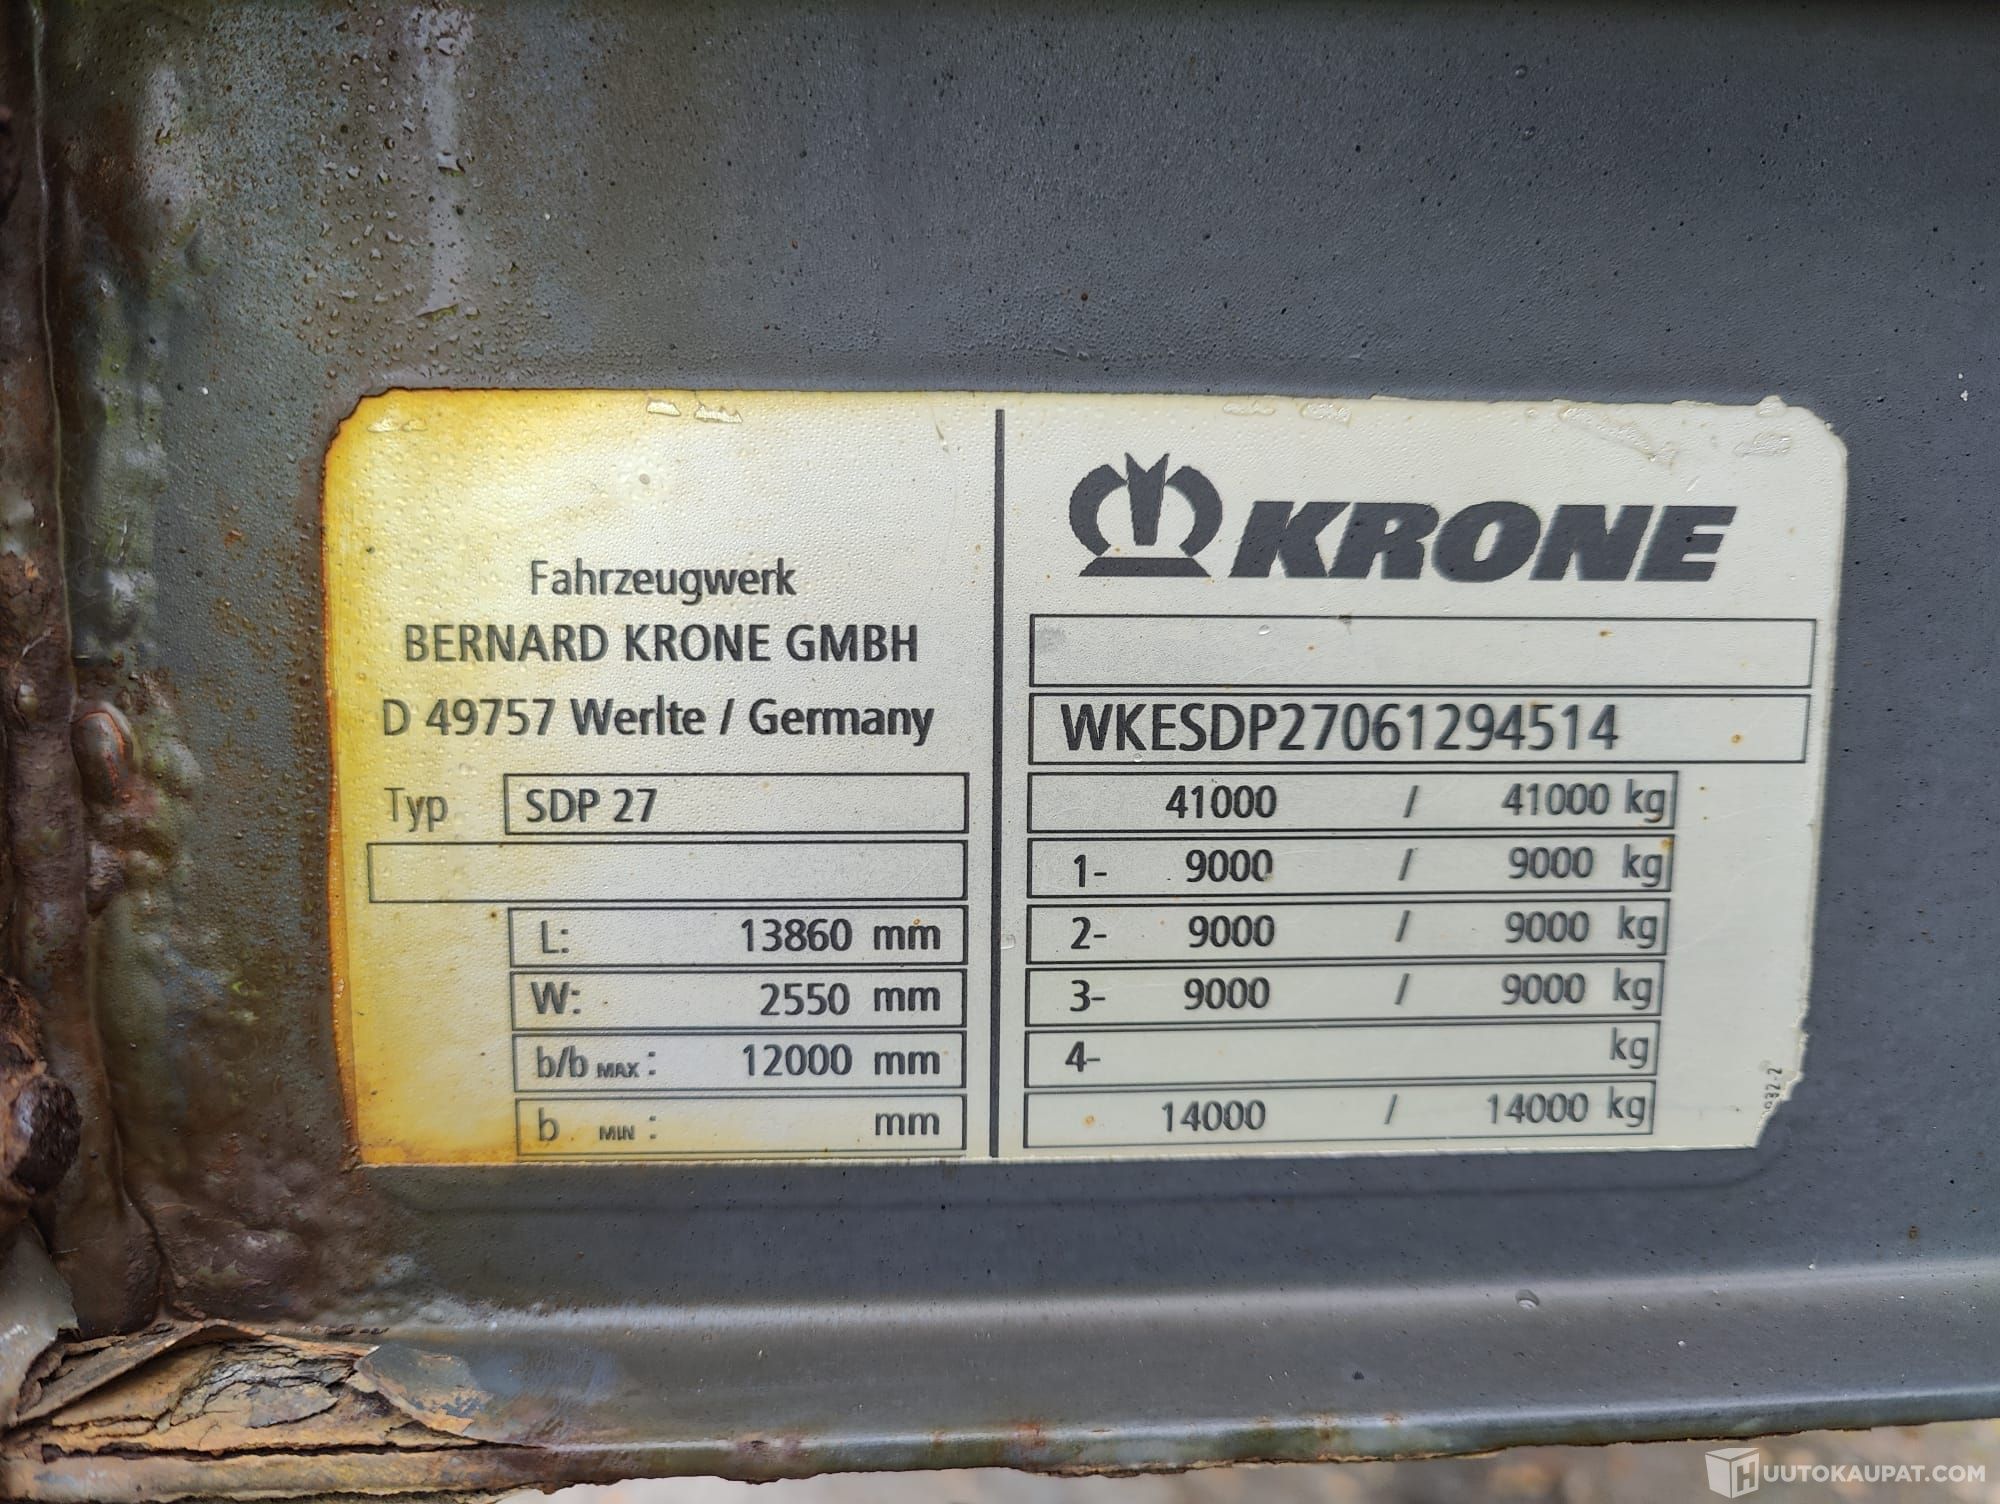 Fahrzeugwerk
BERNARD KRONE GMBH
D 49757 Werlte / Germany
Typ SDP 27
L: 13860 mm
W: 2550 mm
b/b MAX : 12000 mm
b MIN : mm
KRONE
WKESDP27061294514
41000 / 41000 kg
1- 9000 / 9000 kg
2- 9000 / 9000 kg
3- 9000 / 9000 kg
4- kg
14000 / 14000 kg
HUUTOKAUPAT.COM